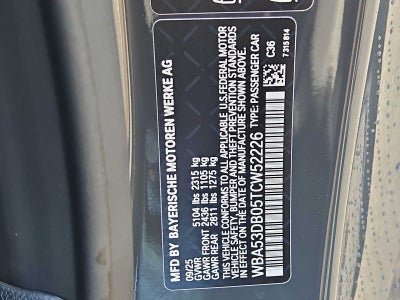 MFD BY BAYERISCHE MOTOREN WERKE AG
09/25
GVWR 5104 lbs 2315 kg
GAWR FRONT 2436 lbs 1105 kg
GAWR REAR 2811 lbs 1275 kg
THIS VEHICLE CONFORMS TO ALL APPLICABLE U.S.FEDERAL MOTOR
VEHICLE SAFETY, BUMPER AND THEFT PREVENTION STANDARDS
IN EFFECT ON THE DATE OF MANUFACTURE SHOWN ABOVE.
WBA53DB05TCW52226 TYPE: PASSENGER CAR
C36
7315814